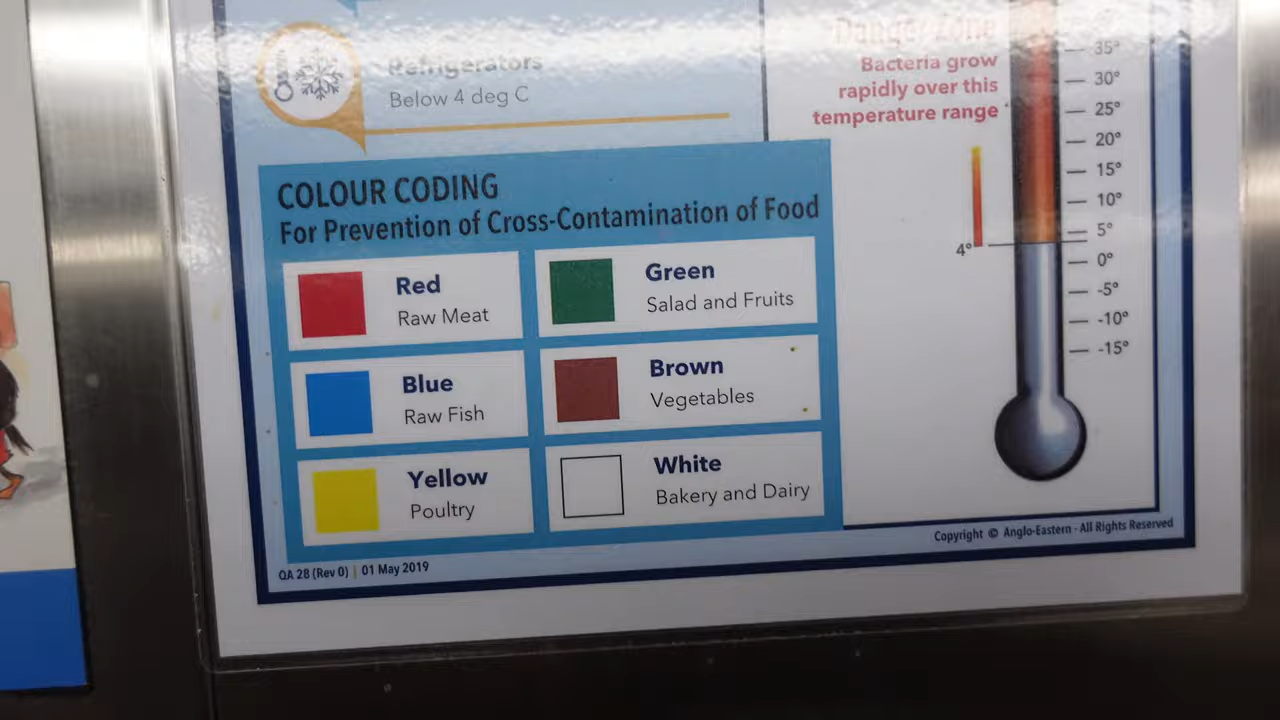 Refrigerators
Below 4 deg C
Danger Zone
Bacteria grow
rapidly over this
temperature range
35°
30°
25°
20°
15°
10°
5°
0°
-5°
-10°
-15°
4°
COLOUR CODING
For Prevention of Cross-Contamination of Food
Red
Raw Meat
Green
Salad and Fruits
Blue
Raw Fish
Brown
Vegetables
Yellow
Poultry
White
Bakery and Dairy
QA 28 (Rev 0) | 01 May 2019
Copyright © Anglo-Eastern - All Rights Reserved